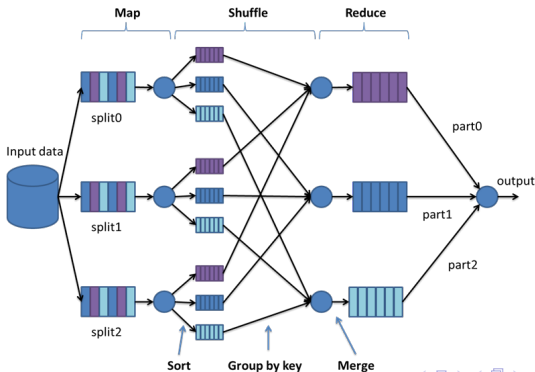 Map
Shuffle
Reduce
Input data
split0
split1
split2
part0
part1
part2
output
Sort
Group by key
Merge